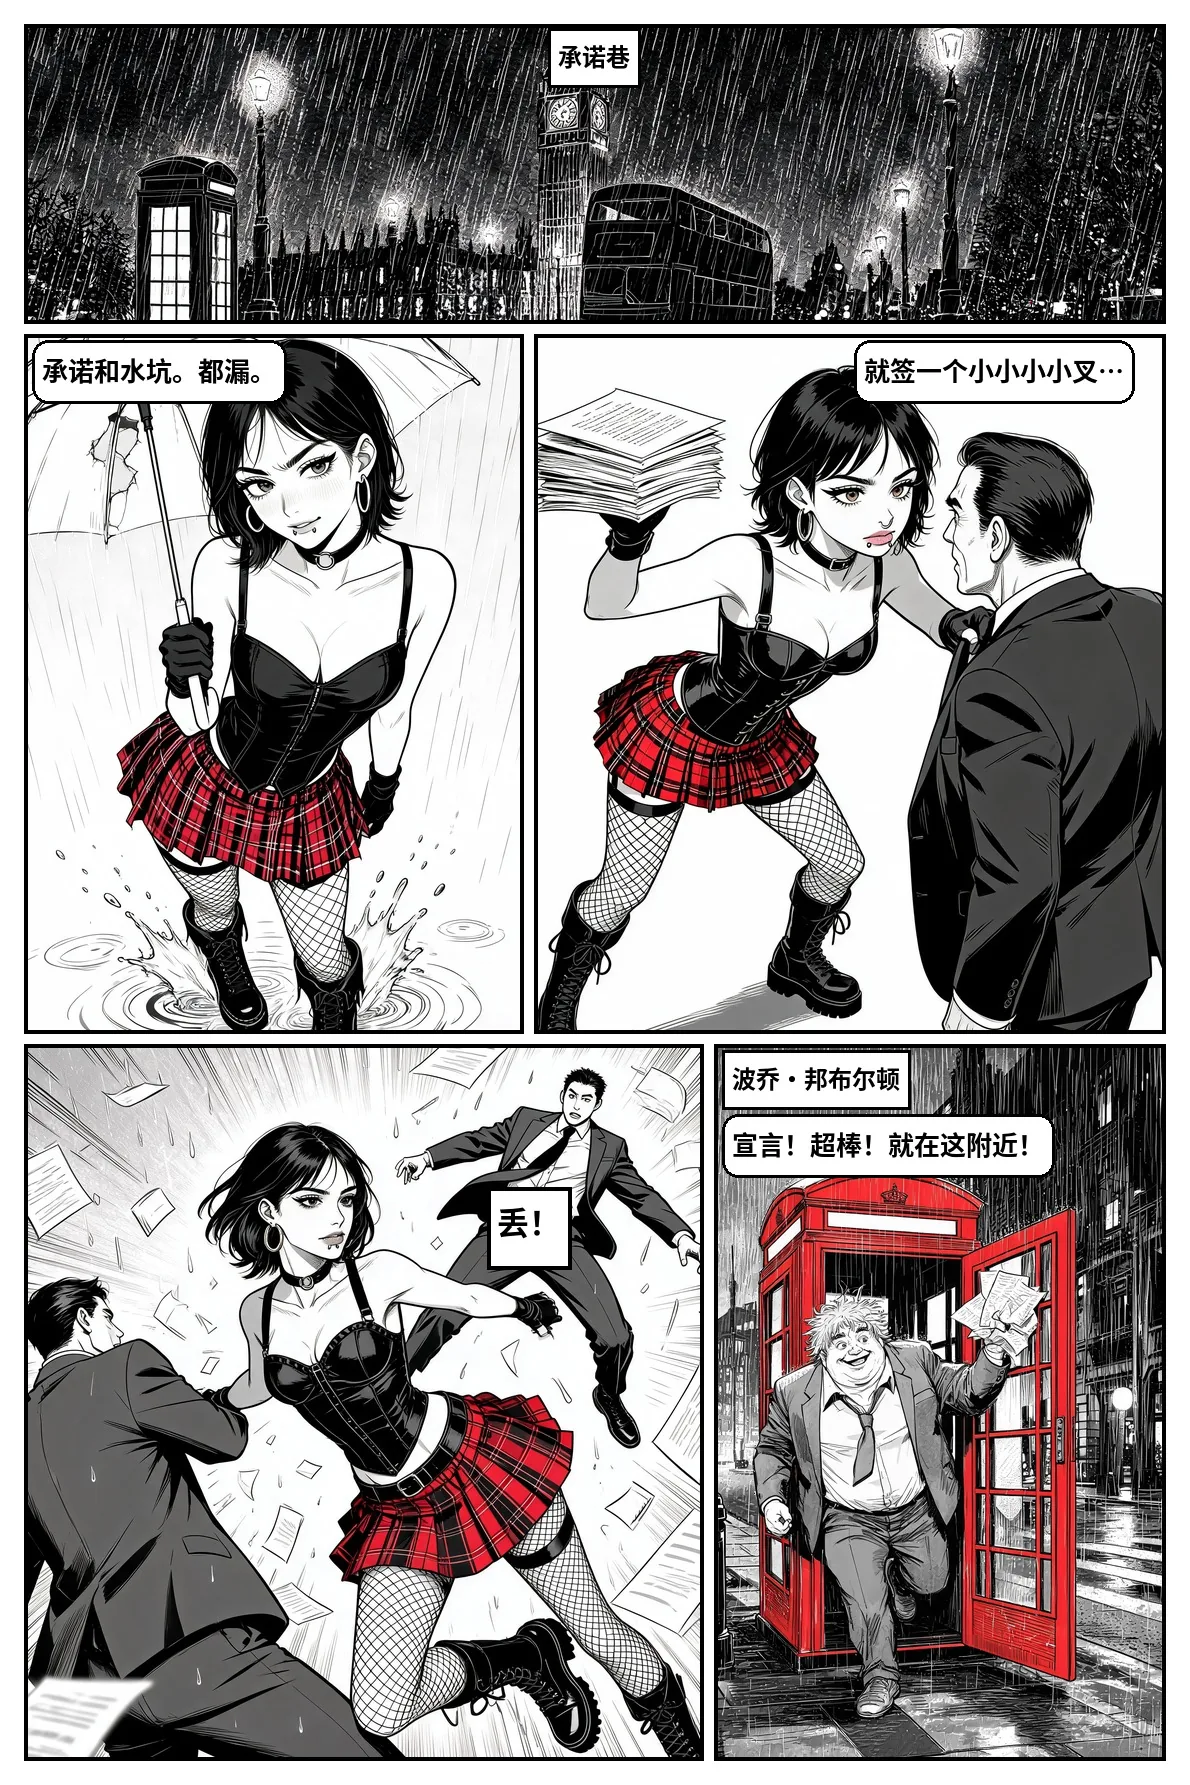 承诺巷
承诺和水坑。都漏。
就签一个小小小小叉…
丢！
波乔·邦布尔顿
宣言！超棒！就在这附近！